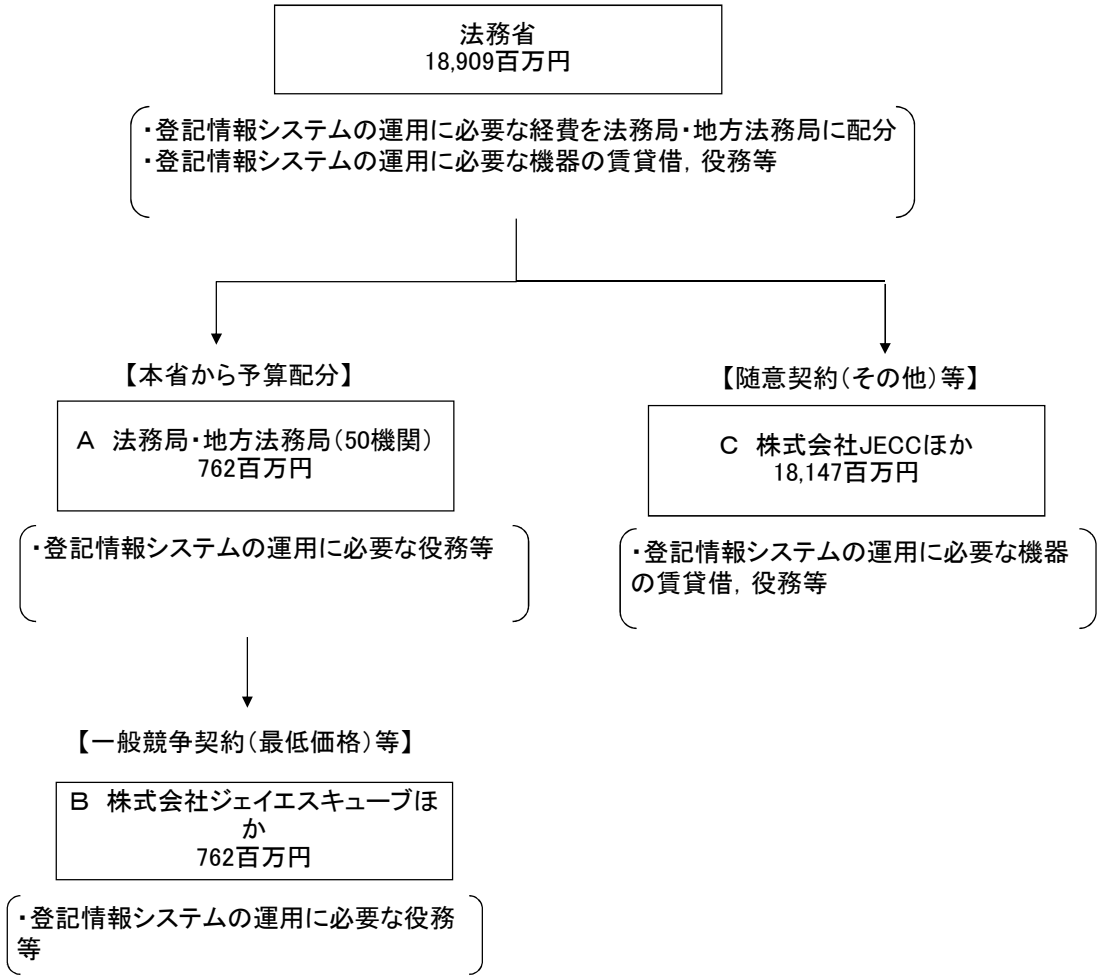 法務省
18,909百万円
・登記情報システムの運用に必要な経費を法務局・地方法務局に配分
・登記情報システムの運用に必要な機器の賃貸借，役務等
【本省から予算配分】
A 法務局・地方法務局（50機関）
762百万円
・登記情報システムの運用に必要な役務等
【一般競争契約（最低価格）等】
B 株式会社ジェイエスキューブほ
か
762百万円
・登記情報システムの運用に必要な役務
等
【随意契約（その他）等】
C 株式会社JECCほか
18,147百万円
・登記情報システムの運用に必要な機器
の賃貸借，役務等